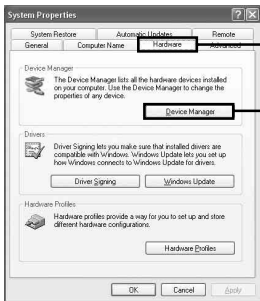 System Properties
System Restore Automatic Updates Remote
General Computer Name Hardware Advanced
Device Manager
The Device Manager lists all the hardware devices installed
on your computer. Use the Device Manager to change the
properties of any device.
Device Manager
Drivers
Driver Signing lets you make sure that installed drivers are
compatible with Windows. Windows Update lets you set up
how Windows connects to Windows Update for drivers.
Driver Signing Windows Update
Hardware Profiles
Hardware profiles provide a way for you to set up and store
different hardware configurations.
Hardware Profiles
OK Cancel Apply